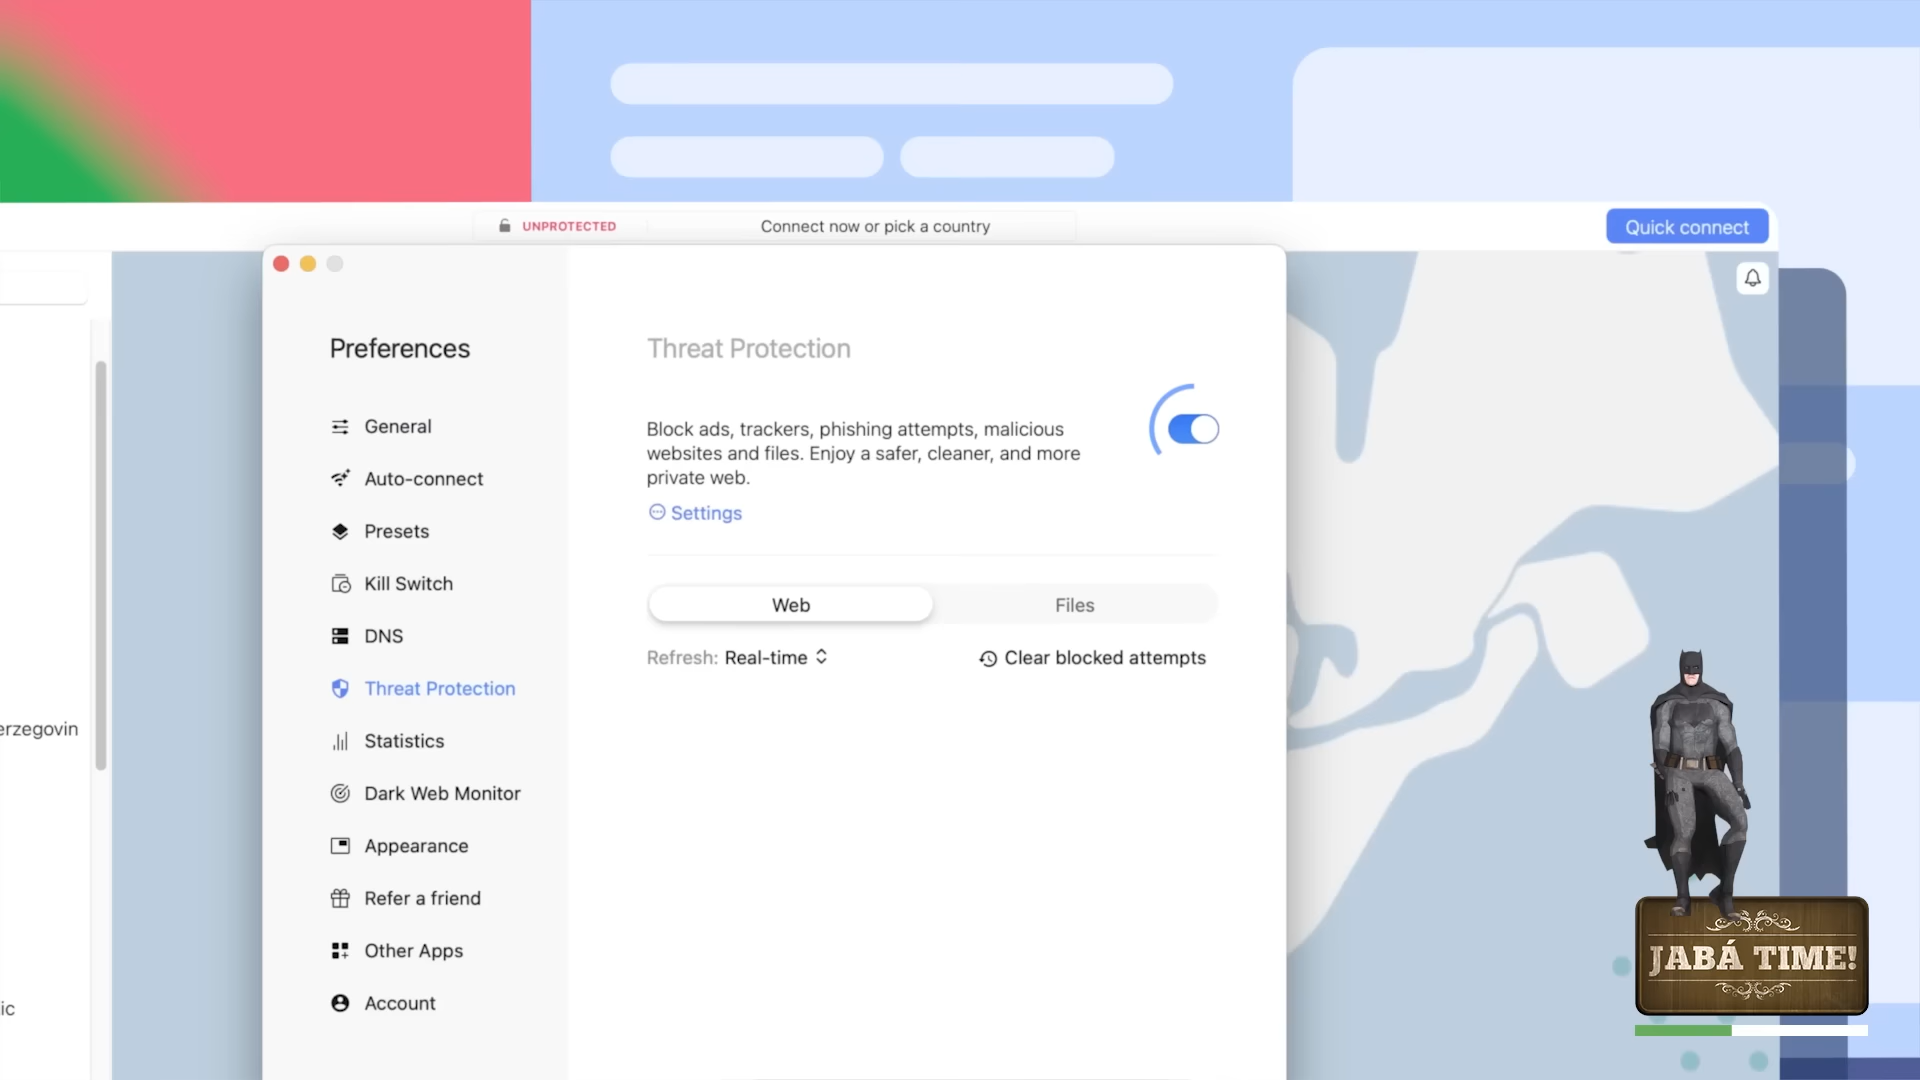 UNPROTECTED
Connect now or pick a country
Quick connect
Preferences
General
Auto-connect
Presets
Kill Switch
DNS
Threat Protection
Statistics
Dark Web Monitor
Appearance
Refer a friend
Other Apps
Account
Threat Protection
Block ads, trackers, phishing attempts, malicious
websites and files. Enjoy a safer, cleaner, and more
private web.
Settings
Web
Files
Refresh: Real-time
Clear blocked attempts
erzegovin
ic
JABÁ TIME!